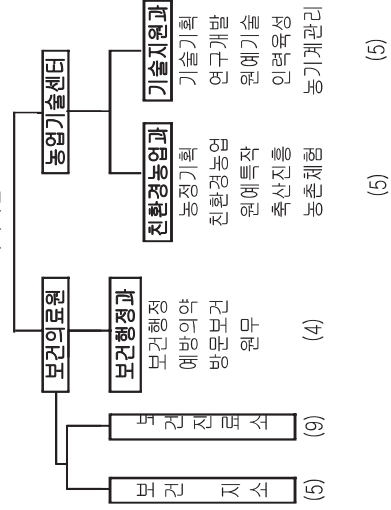 보건의료원
농업기술센터
보건 지소
보건진료소
보건행정과
친환경농업과
기술지원과
보건행정
예방의약
방문보건
원무
농정기획
친환경농업
원예특작
축산진흥
농촌체험
기술기획
연구개발
원예기술
인력육성
농기계관리
(5)
(9)
(4)
(5)
(5)